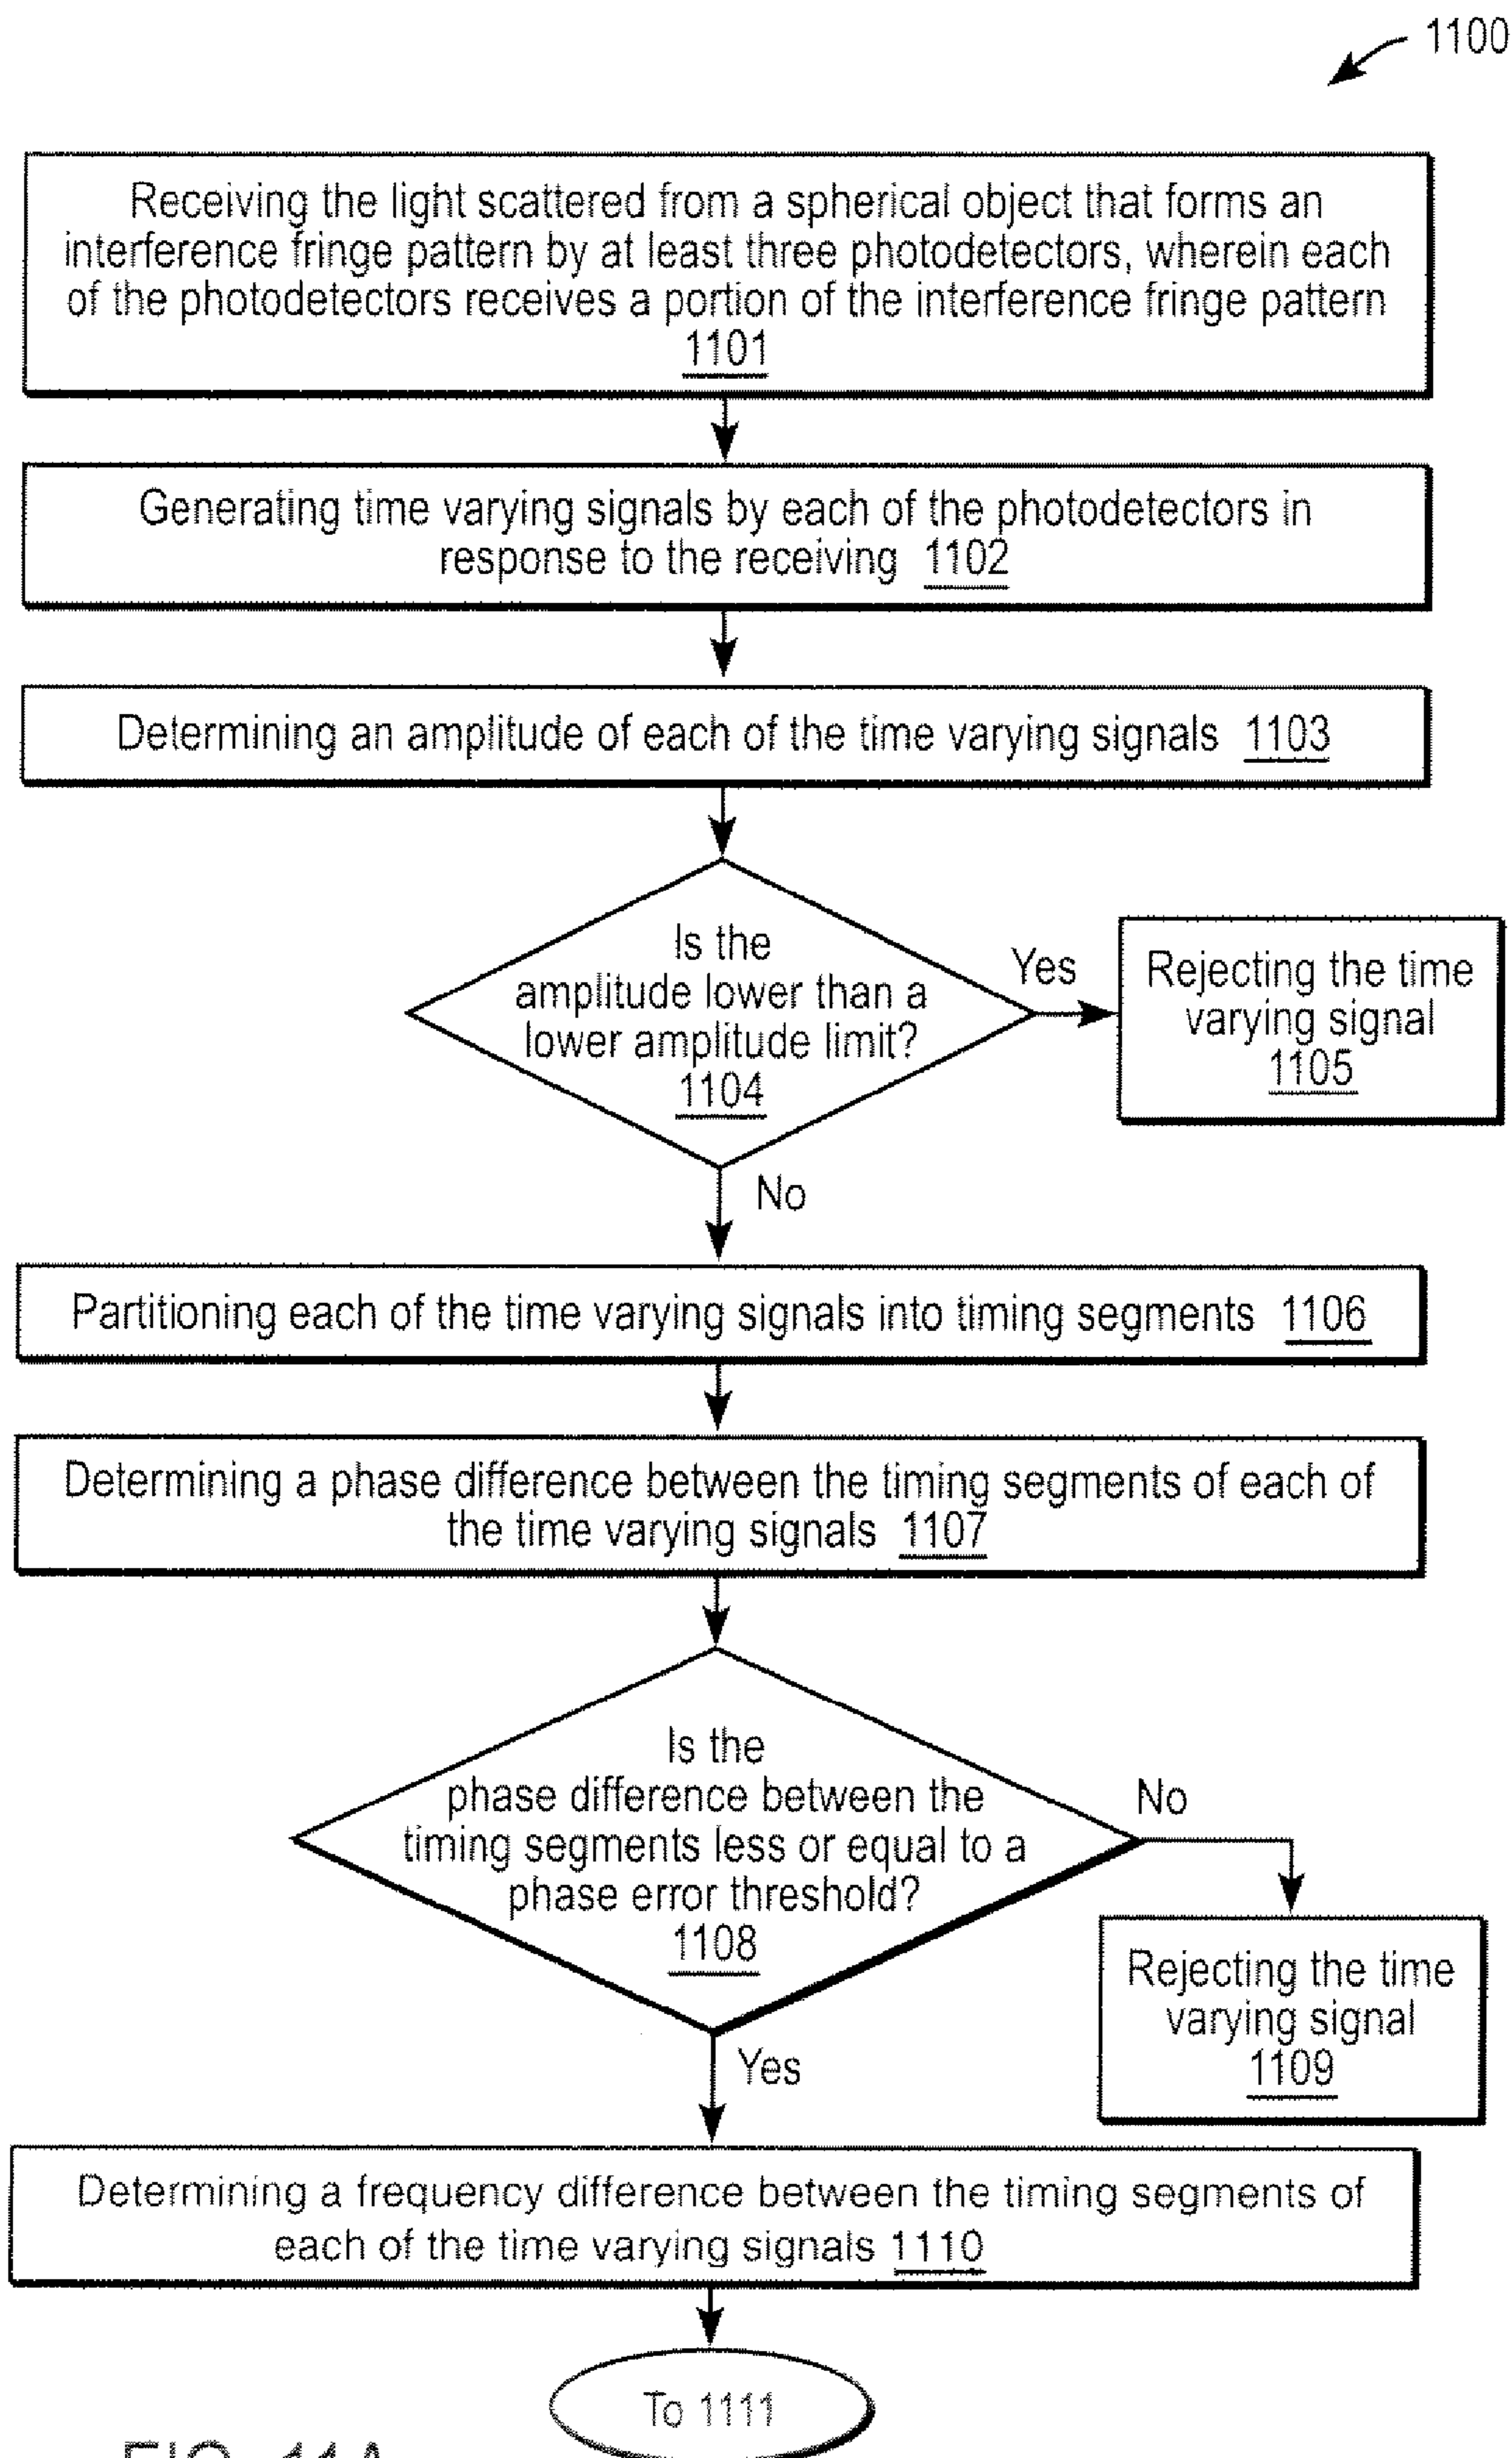 1100
Receiving the light scattered from a spherical object that forms an
interference fringe pattern by at least three photodetectors, wherein each
of the photodetectors receives a portion of the interference fringe pattern
1101
Generating time varying signals by each of the photodetectors in
response to the receiving 1102
Determining an amplitude of each of the time varying signals 1103
Is the
amplitude lower than a
lower amplitude limit?
1104
Yes
Rejecting the time
varying signal
1105
No
Partitioning each of the time varying signals into timing segments 1106
Determining a phase difference between the timing segments of each of
the time varying signals 1107
Is the
phase difference between the
timing segments less or equal to a
phase error threshold?
1108
No
Rejecting the time
varying signal
1109
Yes
Determining a frequency difference between the timing segments of
each of the time varying signals 1110
To 1111
FIG. 11A